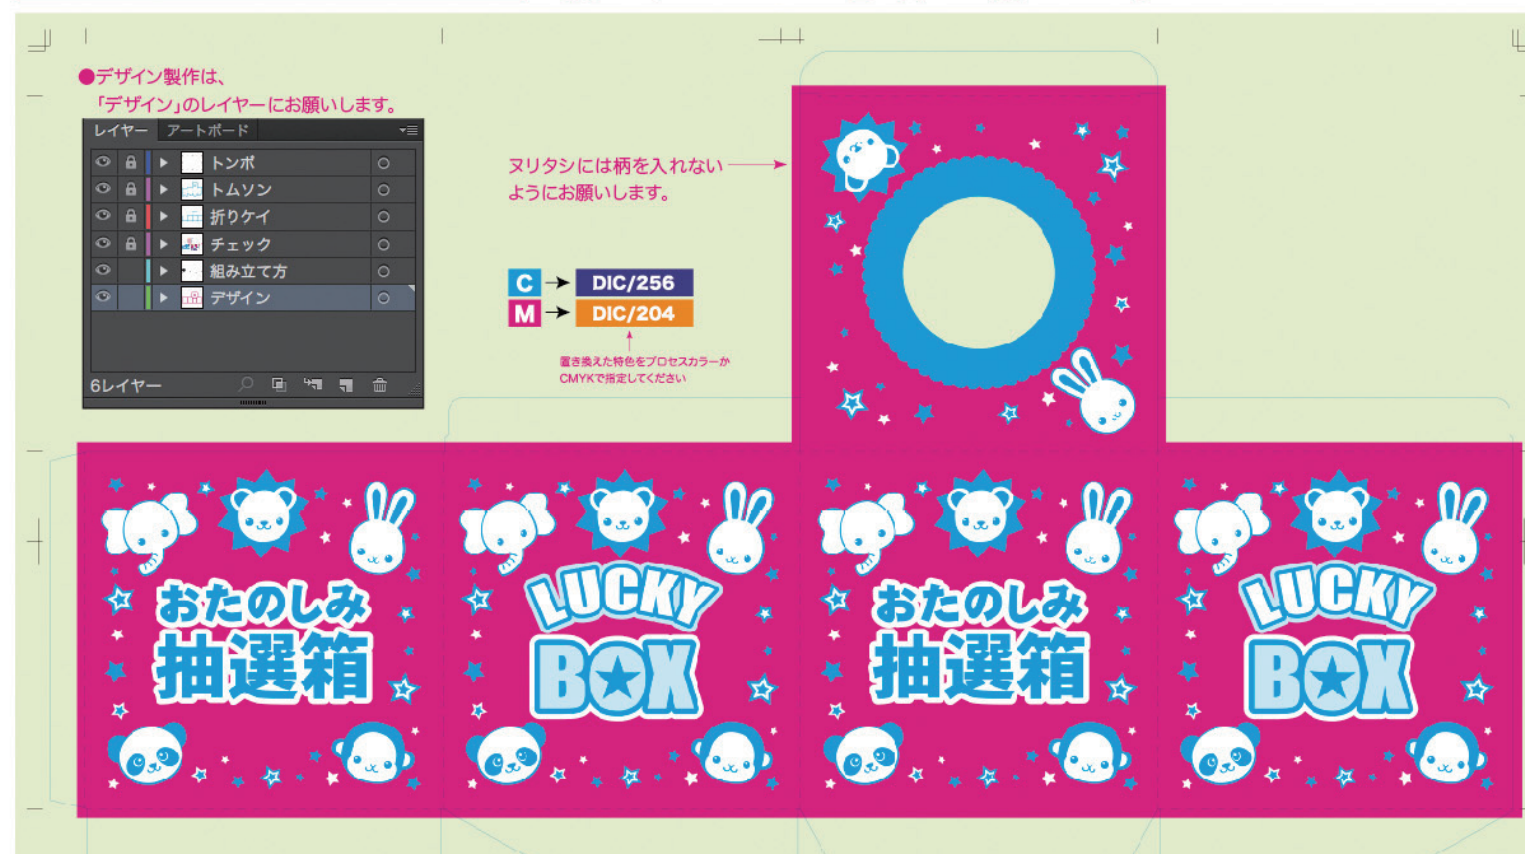 ●デザイン製作は、
「デザイン」のレイヤーにお願いします。
レイヤー アートボード
トンボ
トムソン
折りケイ
チェック
組み立て方
デザイン
6レイヤー
ヌリタシには柄を入れない
ようにお願いします。
C → DIC/256
M → DIC/204
置き換えた特色をプロセスカラーか
CMYKで指定してください
おたのしみ
抽選箱
LUCKY
BOX
おたのしみ
抽選箱
LUCKY
BOX